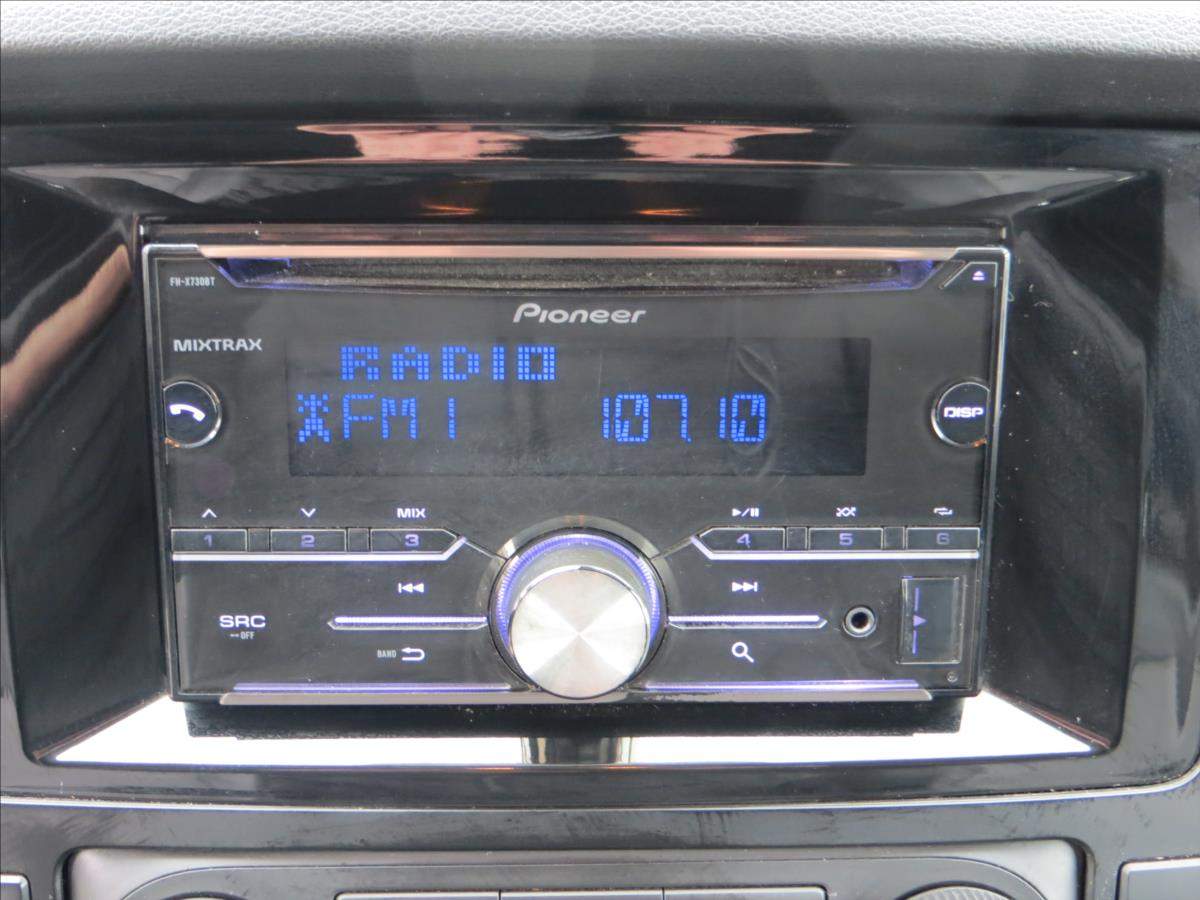 FH-X730BT
Pioneer
MIXTRAX
RADIO
FM1 107.10
DISP
MIX
1 2 3 4 5 6
SRC
OFF
BAND